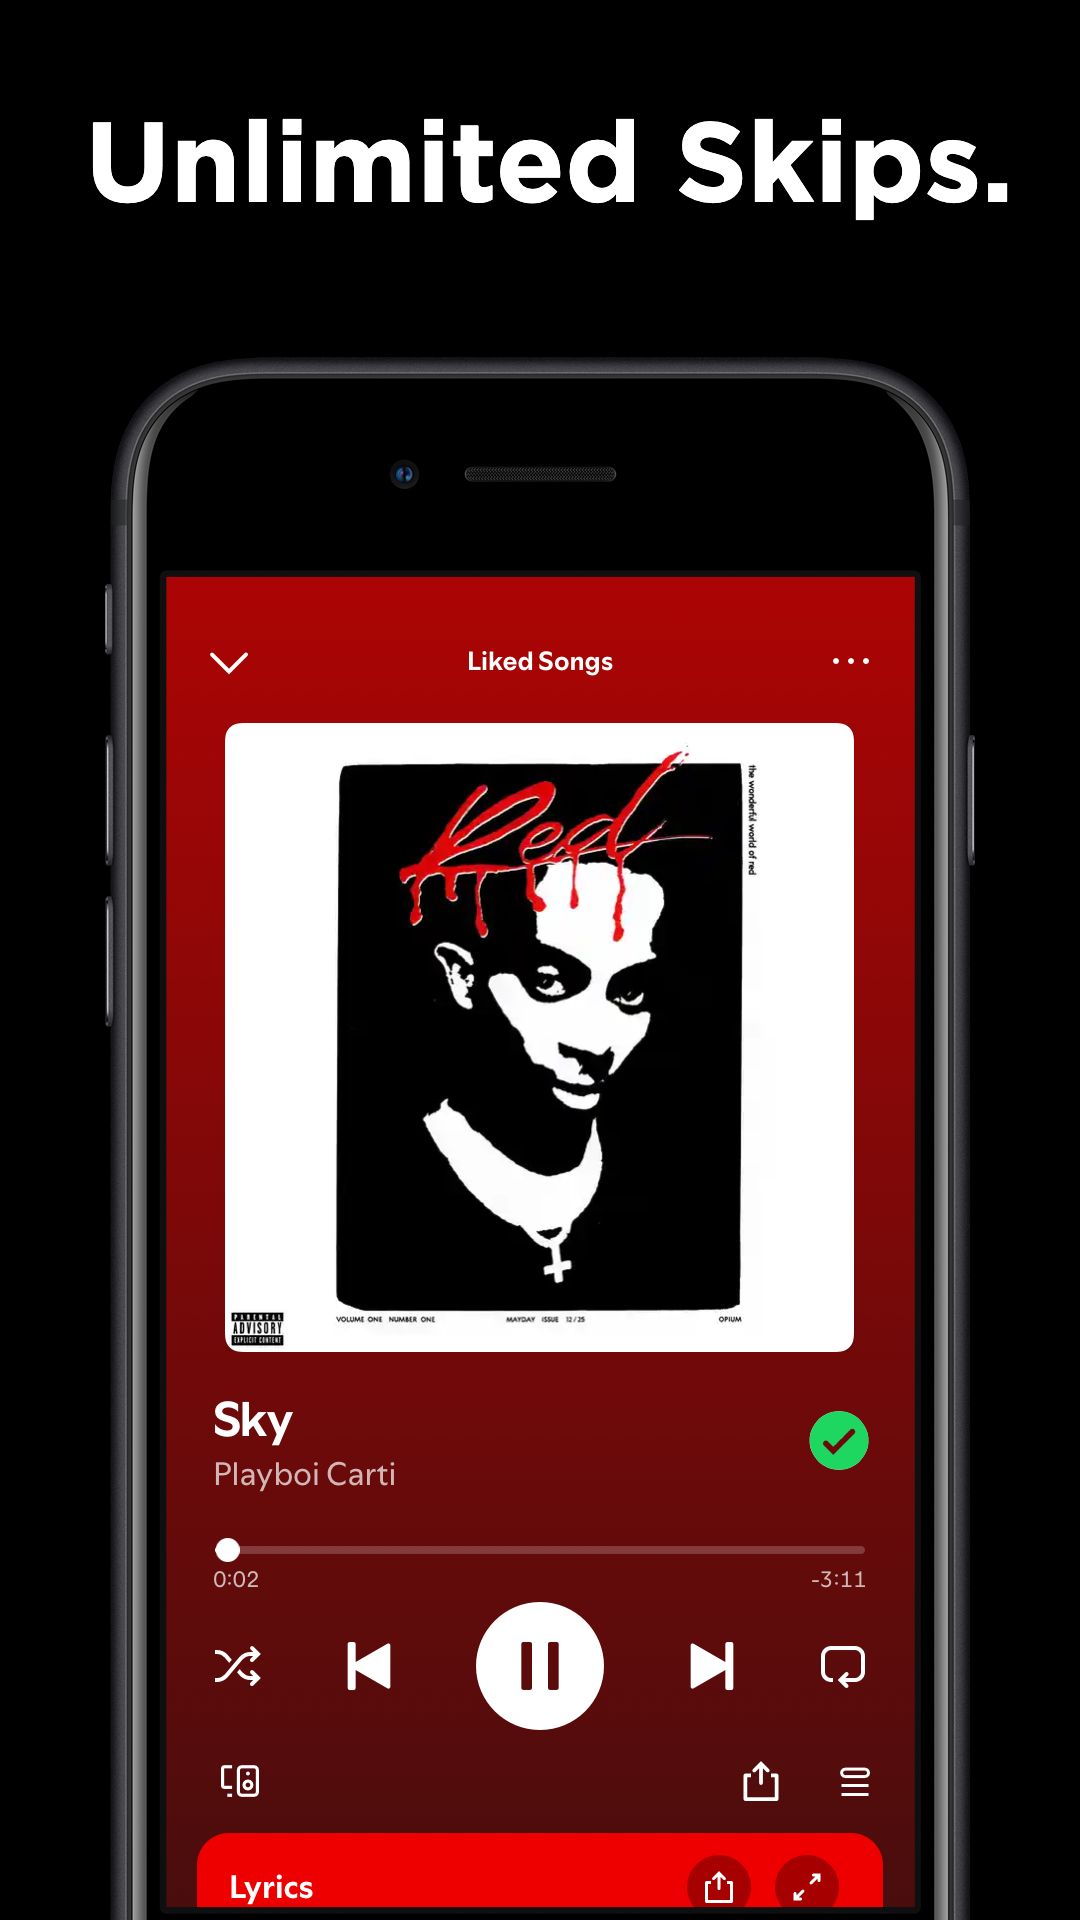 Unlimited Skips.
Liked Songs
Red
the wonderful world of red
PARENTAL
ADVISORY
EXPLICIT CONTENT
VOLUME ONE NUMBER ONE MAYDAY ISSUE 12/25 OPIUM
Sky
Playboi Carti
0:02 -3:11
Lyrics